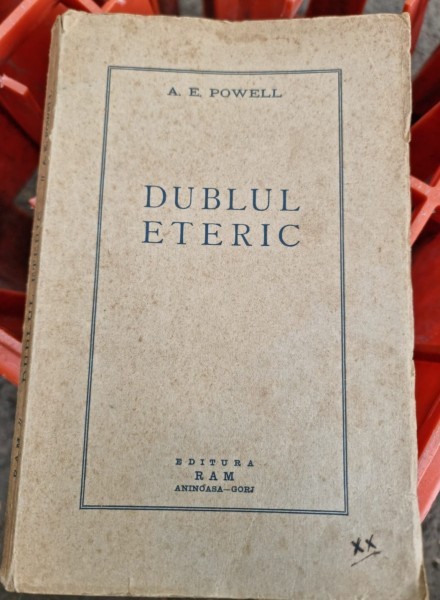 A. E. POWELL
DUBLUL
ETERIC
EDITURA
RAM
ANINOASA—GORJ
XX